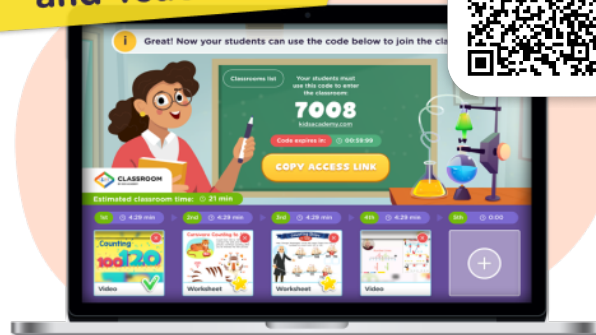 Great! Now your students can use the code below to join the cla
Classrooms list
Your students must
use this code to enter
the classroom:
7008
kidsacademy.com
Code expires in: 00:59:99
COPY ACCESS LINK
CLASSROOM
Estimated classroom time: 21 min
1st 4:29 min
2nd 4:29 min
3rd 4:29 min
4th 4:29 min
5th 0:00
Counting
100 120
Video
Worksheet
Worksheet
Video